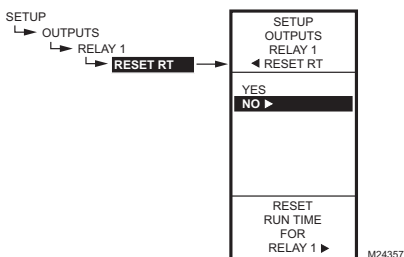 SETUP
OUTPUTS
RELAY 1
RESET RT
SETUP
OUTPUTS
RELAY 1
◄ RESET RT
YES
NO ►
RESET
RUN TIME
FOR
RELAY 1 ►
M24357